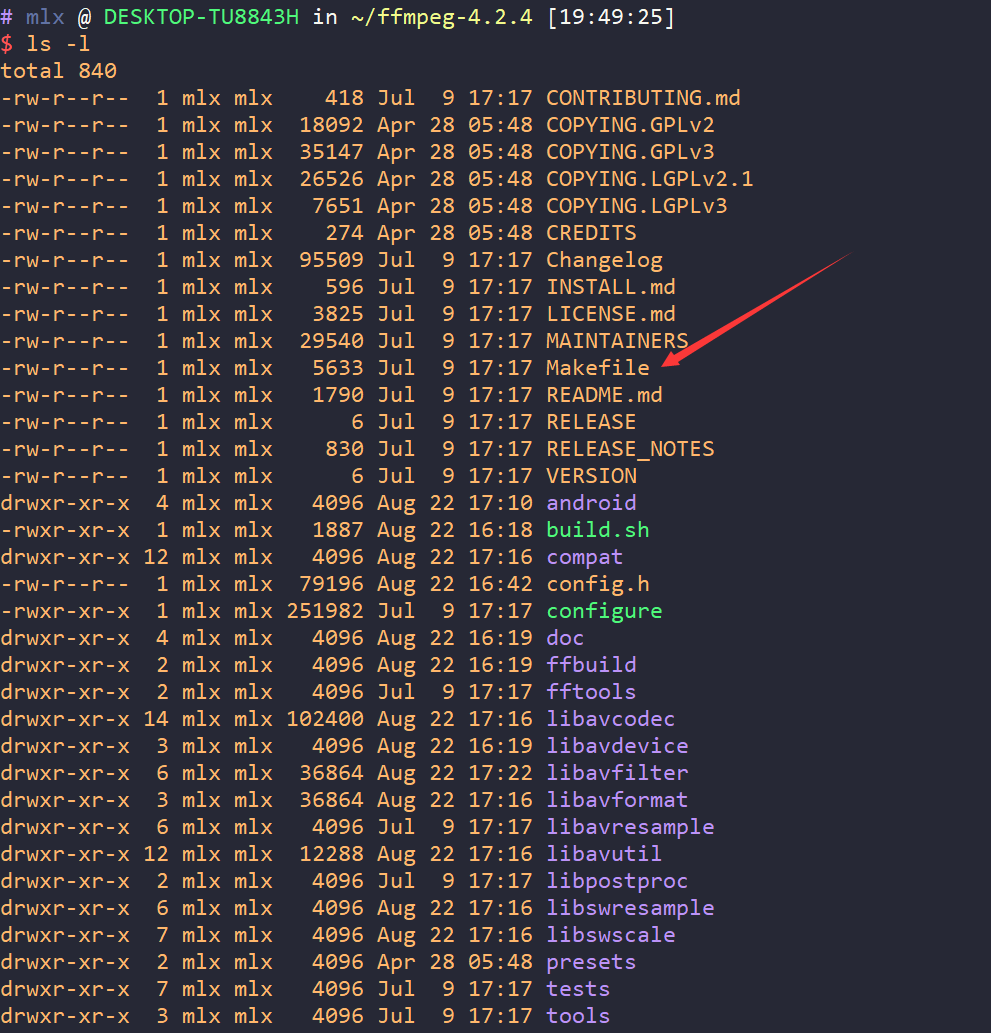 # mlx @ DESKTOP-TU8843H in ~/ffmpeg-4.2.4 [19:49:25]
$ ls -l
total 840
-rw-r--r--  1 mlx mlx    418 Jul  9 17:17 CONTRIBUTING.md
-rw-r--r--  1 mlx mlx  18092 Apr 28 05:48 COPYING.GPLv2
-rw-r--r--  1 mlx mlx  35147 Apr 28 05:48 COPYING.GPLv3
-rw-r--r--  1 mlx mlx  26526 Apr 28 05:48 COPYING.LGPLv2.1
-rw-r--r--  1 mlx mlx   7651 Apr 28 05:48 COPYING.LGPLv3
-rw-r--r--  1 mlx mlx    274 Apr 28 05:48 CREDITS
-rw-r--r--  1 mlx mlx  95509 Jul  9 17:17 Changelog
-rw-r--r--  1 mlx mlx    596 Jul  9 17:17 INSTALL.md
-rw-r--r--  1 mlx mlx   3825 Jul  9 17:17 LICENSE.md
-rw-r--r--  1 mlx mlx  29540 Jul  9 17:17 MAINTAINERS
-rw-r--r--  1 mlx mlx   5633 Jul  9 17:17 Makefile
-rw-r--r--  1 mlx mlx   1790 Jul  9 17:17 README.md
-rw-r--r--  1 mlx mlx      6 Jul  9 17:17 RELEASE
-rw-r--r--  1 mlx mlx    830 Jul  9 17:17 RELEASE_NOTES
-rw-r--r--  1 mlx mlx      6 Jul  9 17:17 VERSION
drwxr-xr-x  4 mlx mlx   4096 Aug 22 17:10 android
-rwxr-xr-x  1 mlx mlx   1887 Aug 22 16:18 build.sh
drwxr-xr-x 12 mlx mlx   4096 Aug 22 17:16 compat
-rw-r--r--  1 mlx mlx  79196 Aug 22 16:42 config.h
-rwxr-xr-x  1 mlx mlx 251982 Jul  9 17:17 configure
drwxr-xr-x  4 mlx mlx   4096 Aug 22 16:19 doc
drwxr-xr-x  2 mlx mlx   4096 Aug 22 16:19 ffbuild
drwxr-xr-x  2 mlx mlx   4096 Jul  9 17:17 fftools
drwxr-xr-x 14 mlx mlx 102400 Aug 22 17:16 libavcodec
drwxr-xr-x  3 mlx mlx   4096 Aug 22 16:19 libavdevice
drwxr-xr-x  6 mlx mlx  36864 Aug 22 17:22 libavfilter
drwxr-xr-x  3 mlx mlx  36864 Aug 22 17:16 libavformat
drwxr-xr-x  6 mlx mlx   4096 Jul  9 17:17 libavresample
drwxr-xr-x 12 mlx mlx  12288 Aug 22 17:16 libavutil
drwxr-xr-x  2 mlx mlx   4096 Jul  9 17:17 libpostproc
drwxr-xr-x  6 mlx mlx   4096 Aug 22 17:16 libswresample
drwxr-xr-x  7 mlx mlx   4096 Aug 22 17:16 libswscale
drwxr-xr-x  2 mlx mlx   4096 Apr 28 05:48 presets
drwxr-xr-x  7 mlx mlx   4096 Jul  9 17:17 tests
drwxr-xr-x  3 mlx mlx   4096 Jul  9 17:17 tools